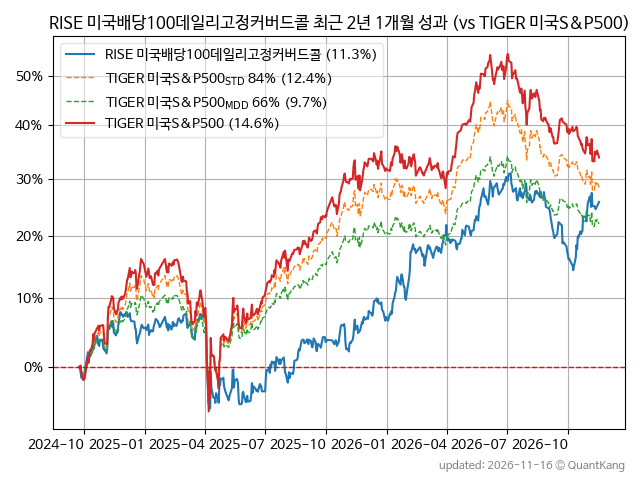 RISE 미국배당100데일리고정커버드콜 최근 2년 1개월 성과 (vs TIGER 미국S&P500)
RISE 미국배당100데일리고정커버드콜 (11.3%)
TIGER 미국S&P500STD 84% (12.4%)
TIGER 미국S&P500MDD 66% (9.7%)
TIGER 미국S&P500 (14.6%)
50%
40%
30%
20%
10%
0%
2024-10 2025-01 2025-04 2025-07 2025-10 2026-01 2026-04 2026-07 2026-10
updated: 2026-11-16 © QuantKang